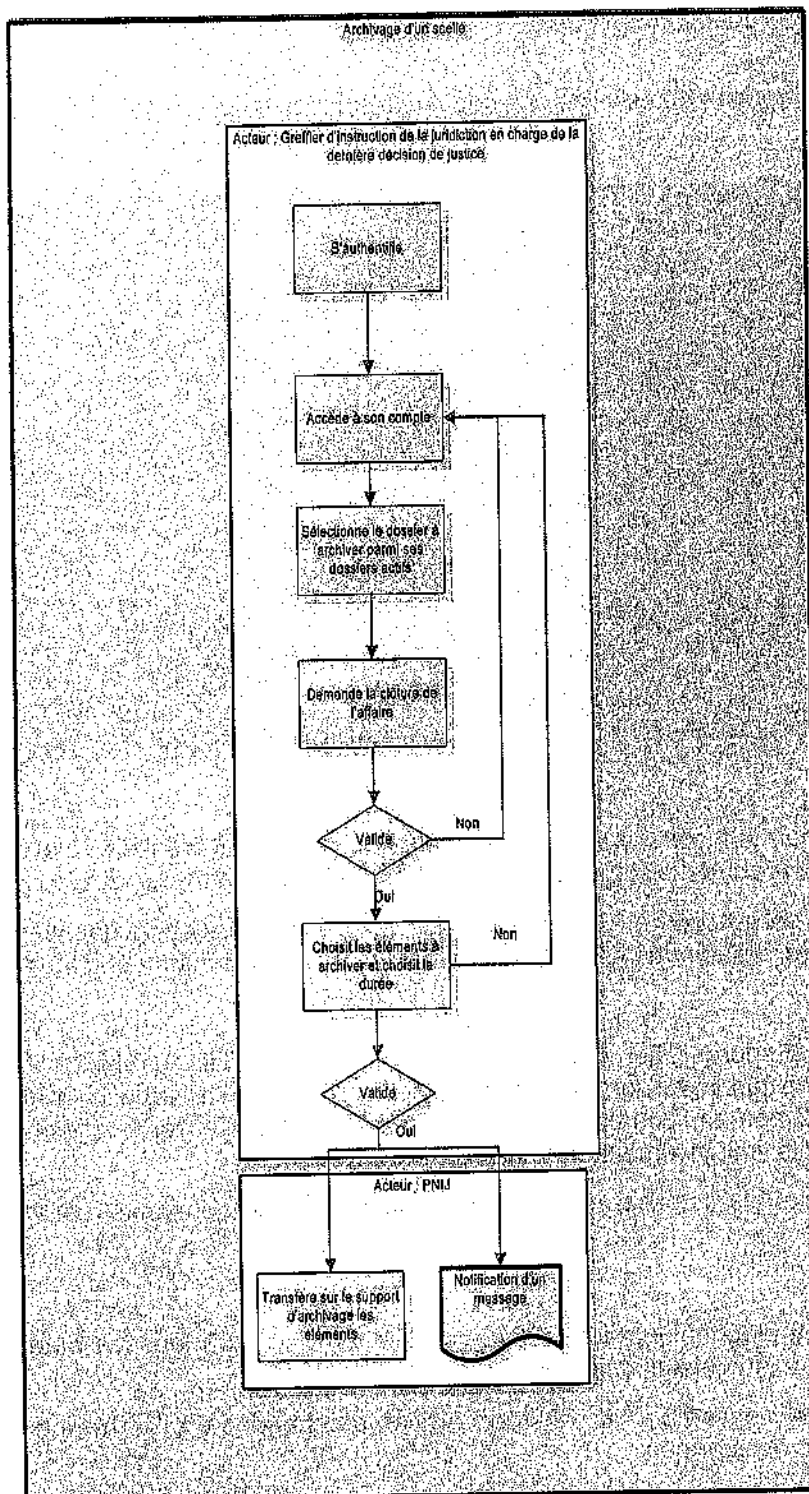 Archivage d'un scellé
Acteur : Greffier d'instruction de la juridiction en charge de la
dernière décision de justice
S'authentifie
Accède à son compte
Sélectionne le dossier à
archiver parmi ses
dossiers actifs
Demande la clôture de
l'affaire
Valide
Non
Oui
Choisit les éléments à
archiver et choisit la
durée
Non
Valide
Oui
Acteur : PNIJ
Transfère sur le support
d'archivage les
éléments
Notification d'un
message